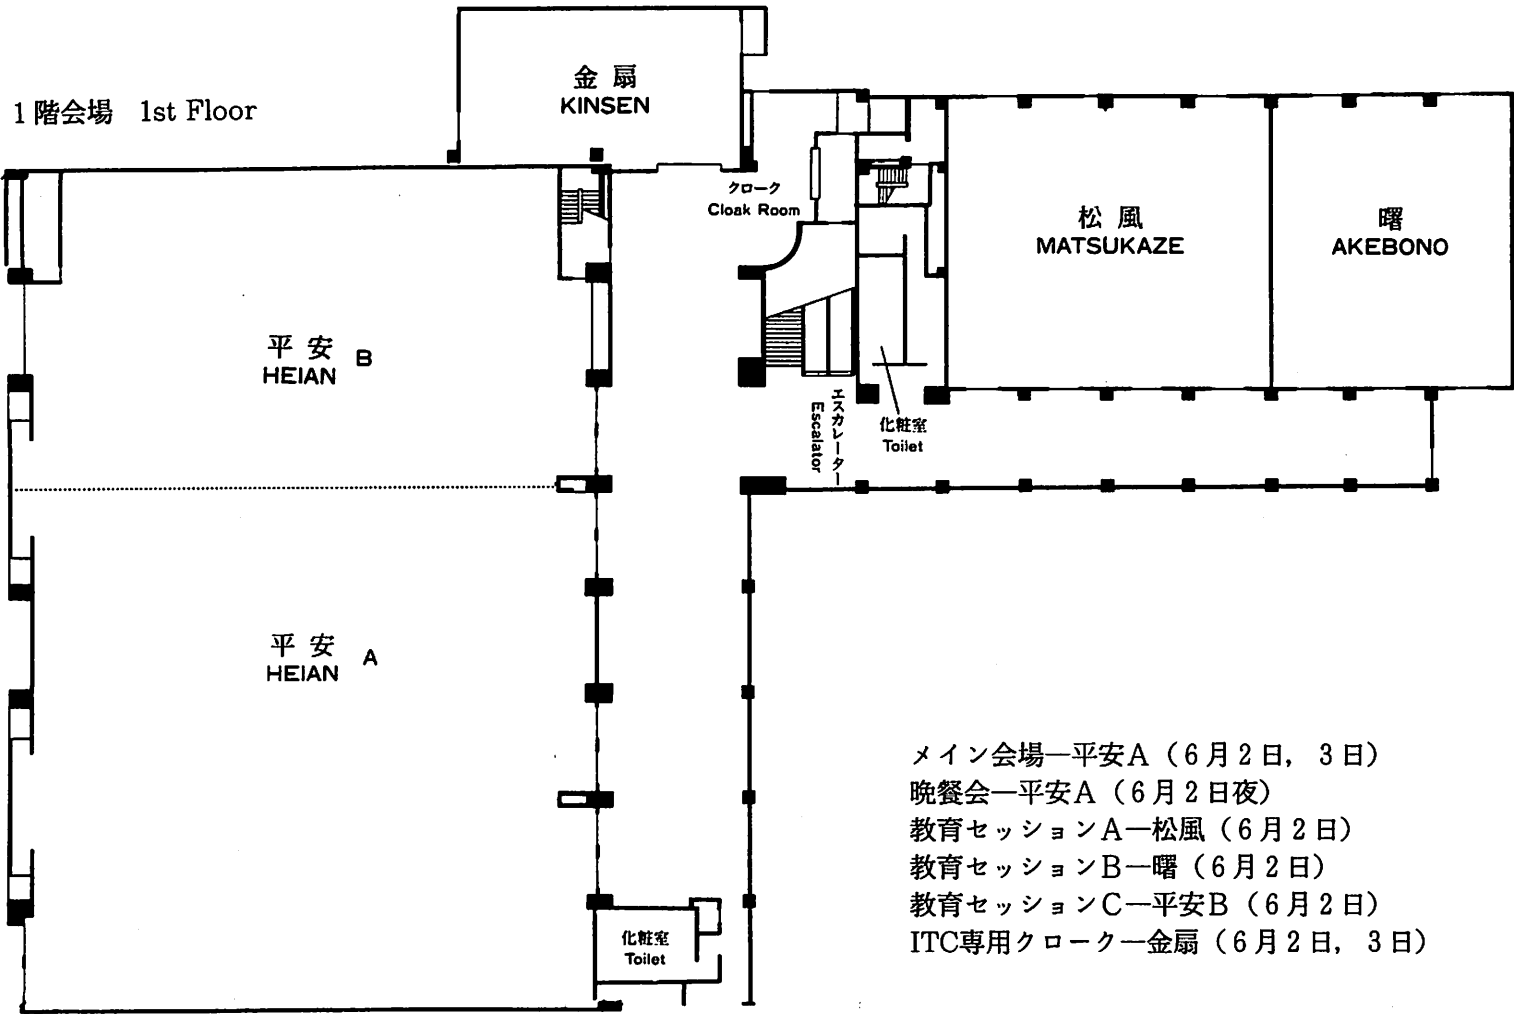 金扇
KINSEN
1階会場 1st Floor
クローク
Cloak Room
松風
MATSUKAZE
曙
AKEBONO
平安 B
HEIAN
エスカレーター
Escalator
化粧室
Toilet
平安 A
HEIAN
メイン会場―平安A（6月2日，3日）
晩餐会―平安A（6月2日夜）
教育セッションA―松風（6月2日）
教育セッションB―曙（6月2日）
教育セッションC―平安B（6月2日）
ITC専用クローク―金扇（6月2日，3日）
化粧室
Toilet